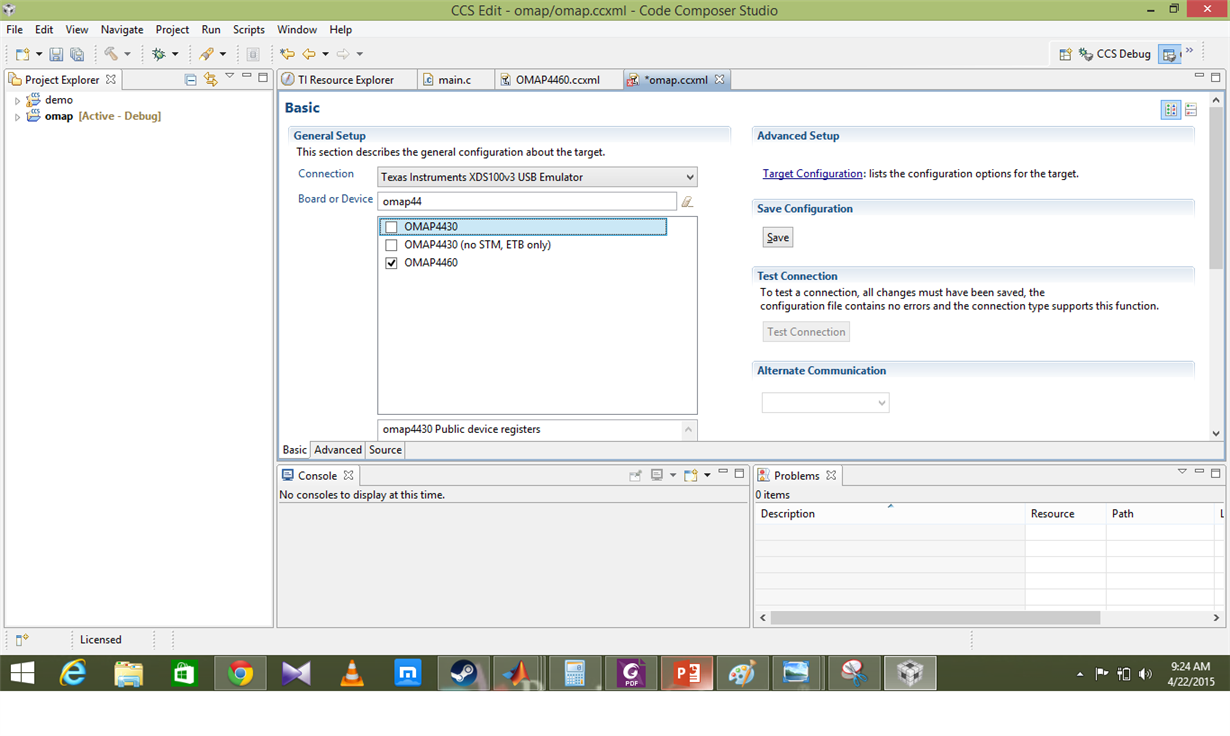 CCS Edit - omap/omap.ccxml - Code Composer Studio
File Edit View Navigate Project Run Scripts Window Help
CCS Debug
Project Explorer
demo
omap [Active - Debug]
TI Resource Explorer main.c OMAP4460.ccxml *omap.ccxml
Basic
General Setup
This section describes the general configuration about the target.
Connection Texas Instruments XDS100v3 USB Emulator
Board or Device omap44
OMAP4430
OMAP4430 (no STM, ETB only)
OMAP4460
omap4430 Public device registers
Advanced Setup
Target Configuration: lists the configuration options for the target.
Save Configuration
Save
Test Connection
To test a connection, all changes must have been saved, the
configuration file contains no errors and the connection type supports this function.
Test Connection
Alternate Communication
Basic Advanced Source
Console
No consoles to display at this time.
Problems
0 items
Description Resource Path L
Licensed
9:24 AM
4/22/2015